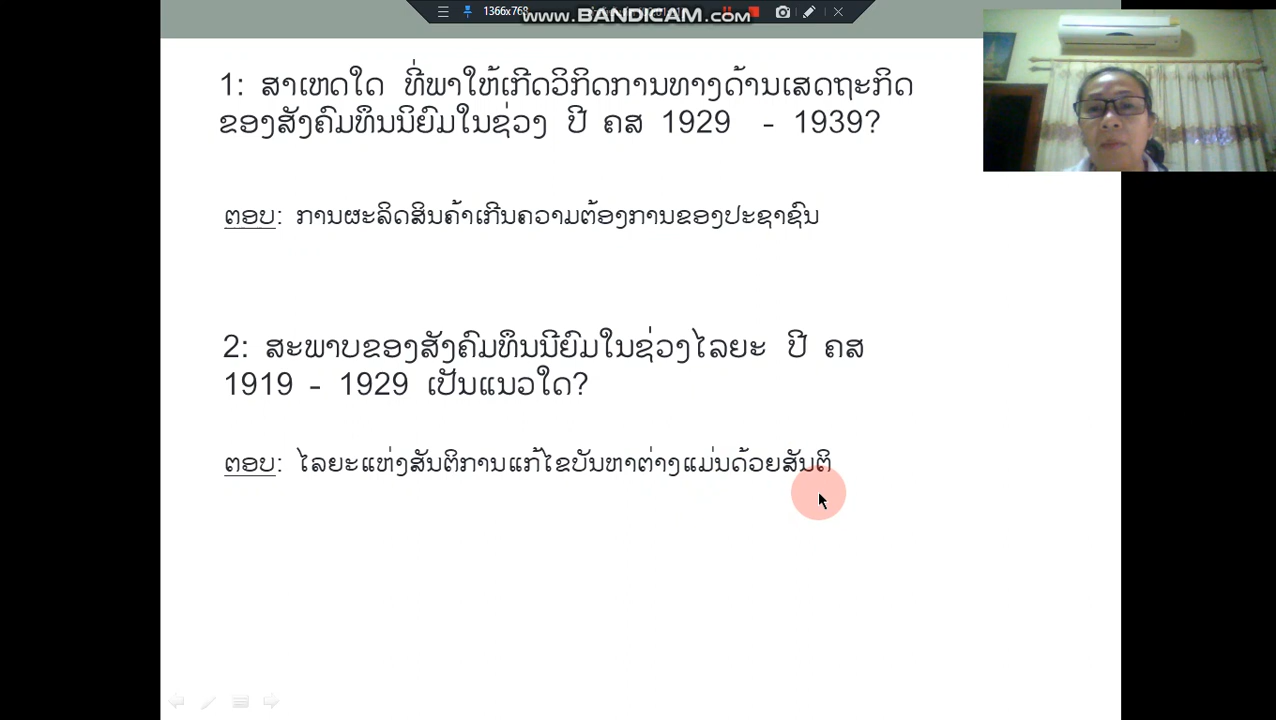 1366x768
www.BANDICAM.com
1: ສາເຫດໃດ ທີ່ພາໃຫ້ເກີດວິກິດການທາງດ້ານເສດຖະກິດ
ຂອງສັງຄົມທຶນນິຍົມໃນຊ່ວງ ປີ ຄສ 1929 - 1939?
ຕອບ: ການຜະລິດສິນຄ້າເກີນຄວາມຕ້ອງການຂອງປະຊາຊົນ
2: ສະພາບຂອງສັງຄົມທຶນນິຍົມໃນຊ່ວງໄລຍະ ປີ ຄສ
1919 - 1929 ເປັນແນວໃດ?
ຕອບ: ໄລຍະແຫ່ງສັນຕິການແກ້ໄຂບັນຫາຕ່າງແມ່ນດ້ວຍສັນຕິ